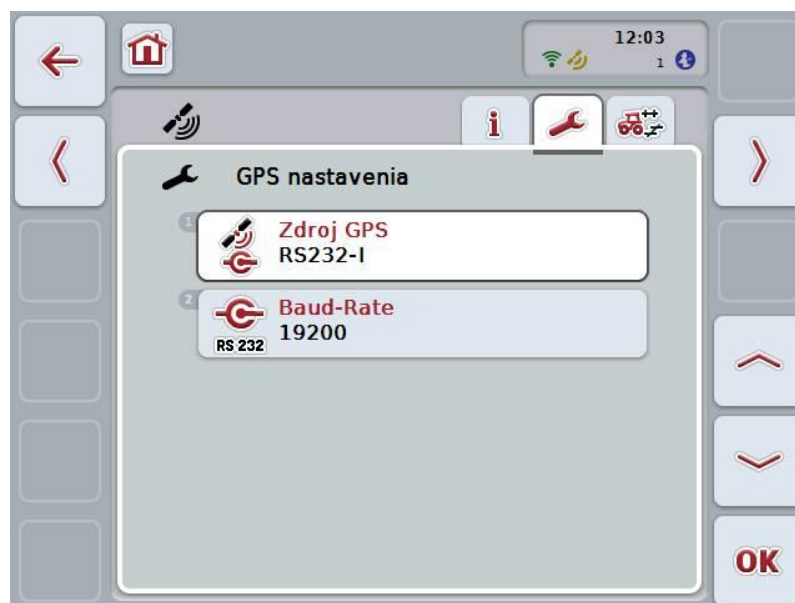 12:03
1
i
GPS nastavenia
1
Zdroj GPS
RS232-I
2
Baud-Rate
RS 232
19200
OK